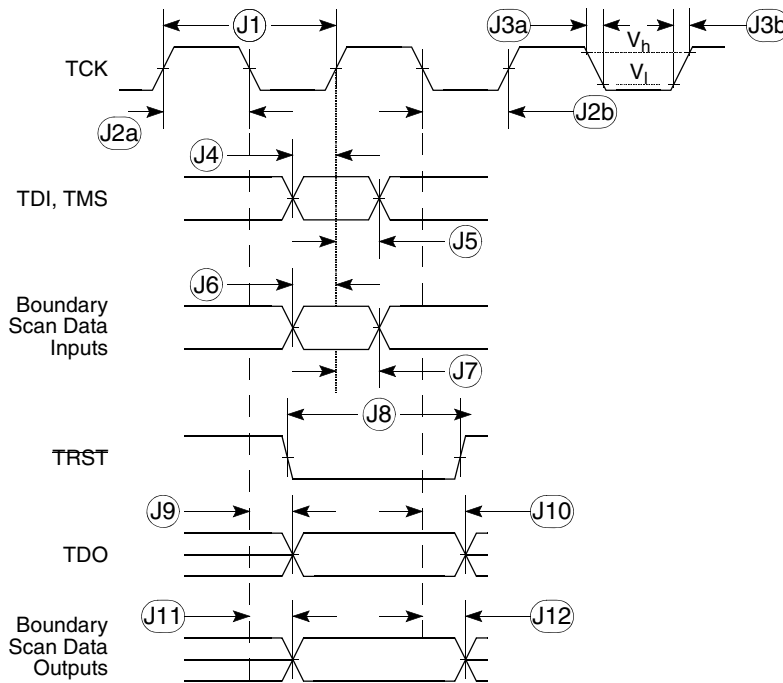 J1
J3a
J3b
Vh
TCK
Vl
J2a
J2b
J4
TDI, TMS
J5
J6
Boundary
Scan Data
Inputs
J7
J8
TRST
J9
J10
TDO
J11
J12
Boundary
Scan Data
Outputs